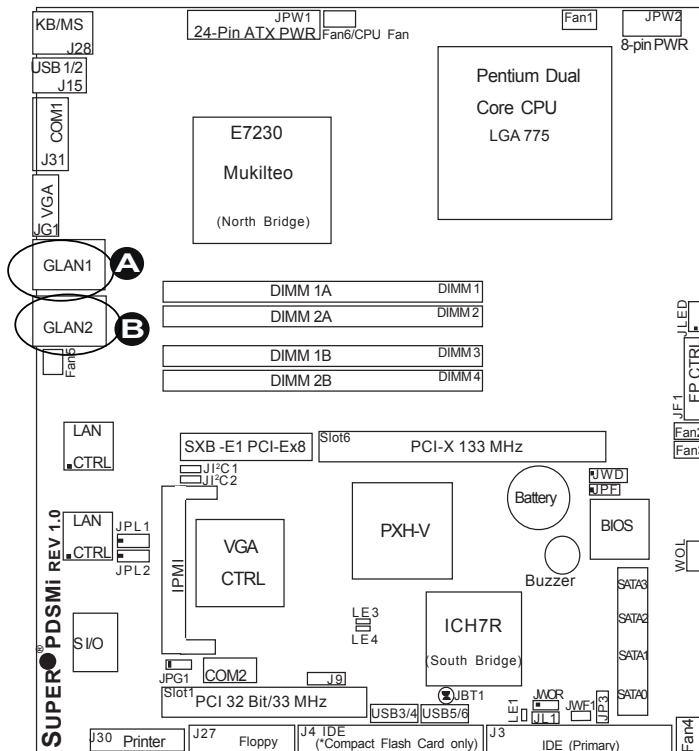 KB/MS
J28
JPW1
24-Pin ATX PWR
Fan6/CPU Fan
Fan1
JPW2
8-pin PWR
USB 1/2
J15
COM1
J31
VGA
JG1
E7230
Mukilteo
(North Bridge)
Pentium Dual
Core CPU
LGA 775
GLAN1
A
GLAN2
B
Fan5
DIMM 1A
DIMM 1
DIMM 2A
DIMM 2
DIMM 1B
DIMM 3
DIMM 2B
DIMM 4
JLED
FP CTRL
JF1
Fan2
Fan3
LAN
CTRL
SXB -E1 PCI-Ex8
Slot6
PCI-X 133 MHz
JI²C1
JI²C2
JWD
JPF
Battery
BIOS
Buzzer
WOL
LAN
CTRL
JPL1
JPL2
IPMI
VGA
CTRL
PXH-V
LE3
LE4
ICH7R
(South Bridge)
SATA3
SATA2
SATA1
SATA0
S I/O
SUPER® PDSMi REV 1.0
JPG1
COM2
J9
Slot1
PCI 32 Bit/33 MHz
USB3/4
USB5/6
JBT1
LE1
JWOR
JL1
JWF1
JP3
Fan4
J30
Printer
J27
Floppy
J4 IDE
(*Compact Flash Card only)
J3
IDE (Primary)